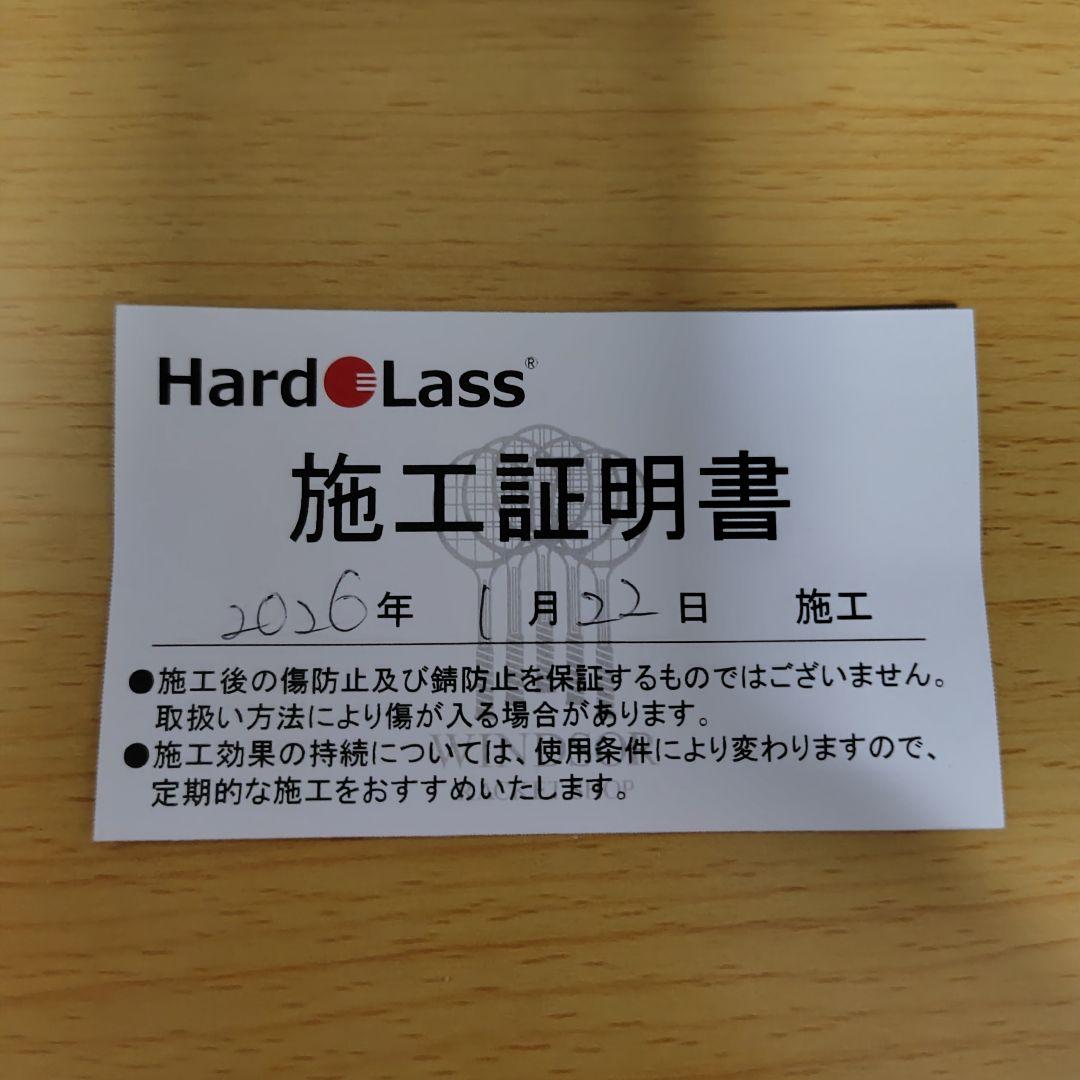 Hard Lass®
施工証明書
2026年 1月22日 施工
●施工後の傷防止及び錆防止を保証するものではございません。
取扱い方法により傷が入る場合があります。
●施工効果の持続については、使用条件により変わりますので、
定期的な施工をおすすめいたします。
WINDSOR
RACKET SHOP